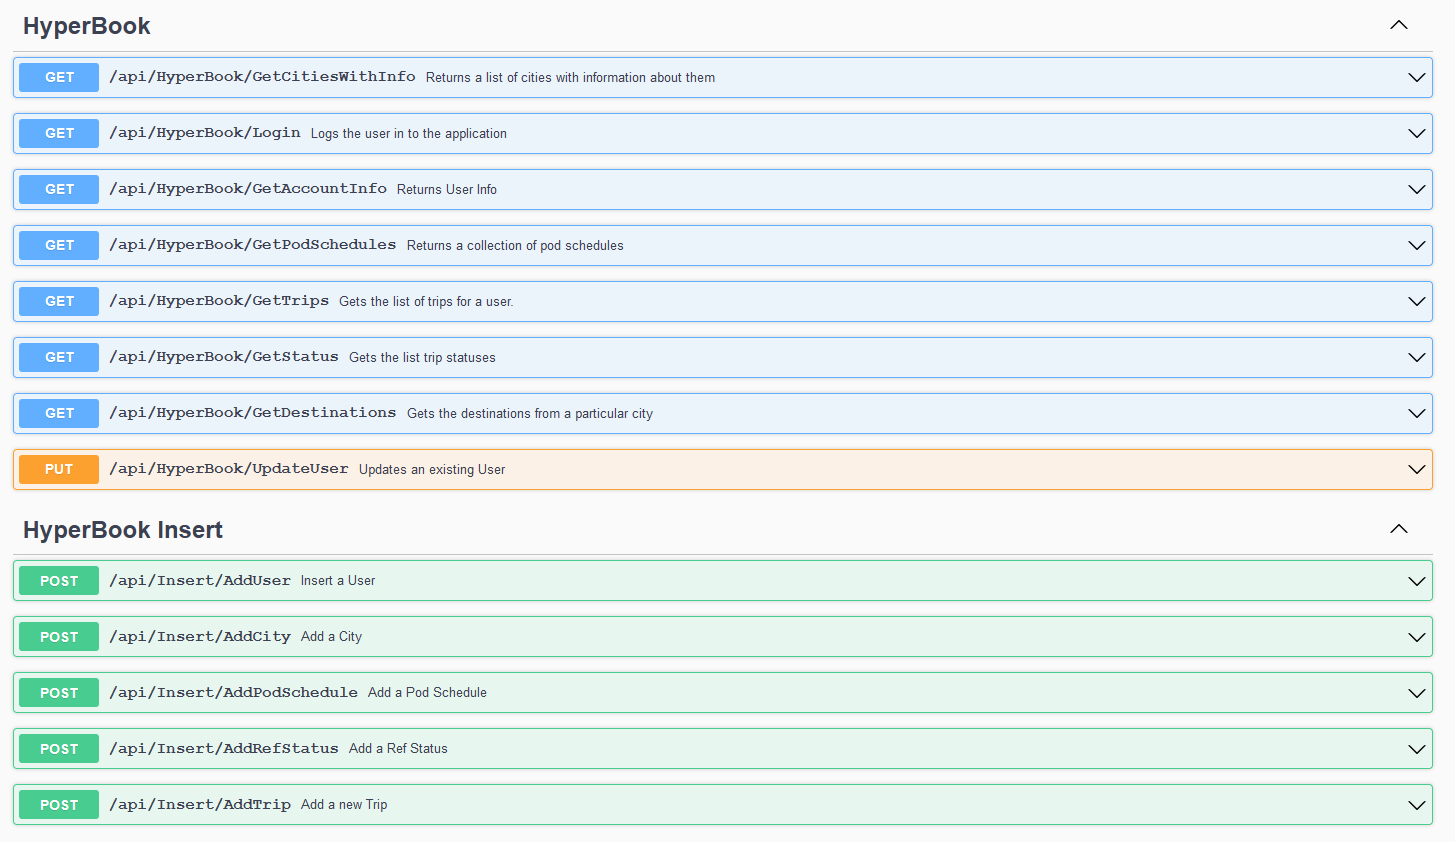 HyperBook
GET /api/HyperBook/GetCitiesWithInfo Returns a list of cities with information about them
GET /api/HyperBook/Login Logs the user in to the application
GET /api/HyperBook/GetAccountInfo Returns User Info
GET /api/HyperBook/GetPodSchedules Returns a collection of pod schedules
GET /api/HyperBook/GetTrips Gets the list of trips for a user.
GET /api/HyperBook/GetStatus Gets the list trip statuses
GET /api/HyperBook/GetDestinations Gets the destinations from a particular city
PUT /api/HyperBook/UpdateUser Updates an existing User
HyperBook Insert
POST /api/Insert/AddUser Insert a User
POST /api/Insert/AddCity Add a City
POST /api/Insert/AddPodSchedule Add a Pod Schedule
POST /api/Insert/AddRefStatus Add a Ref Status
POST /api/Insert/AddTrip Add a new Trip